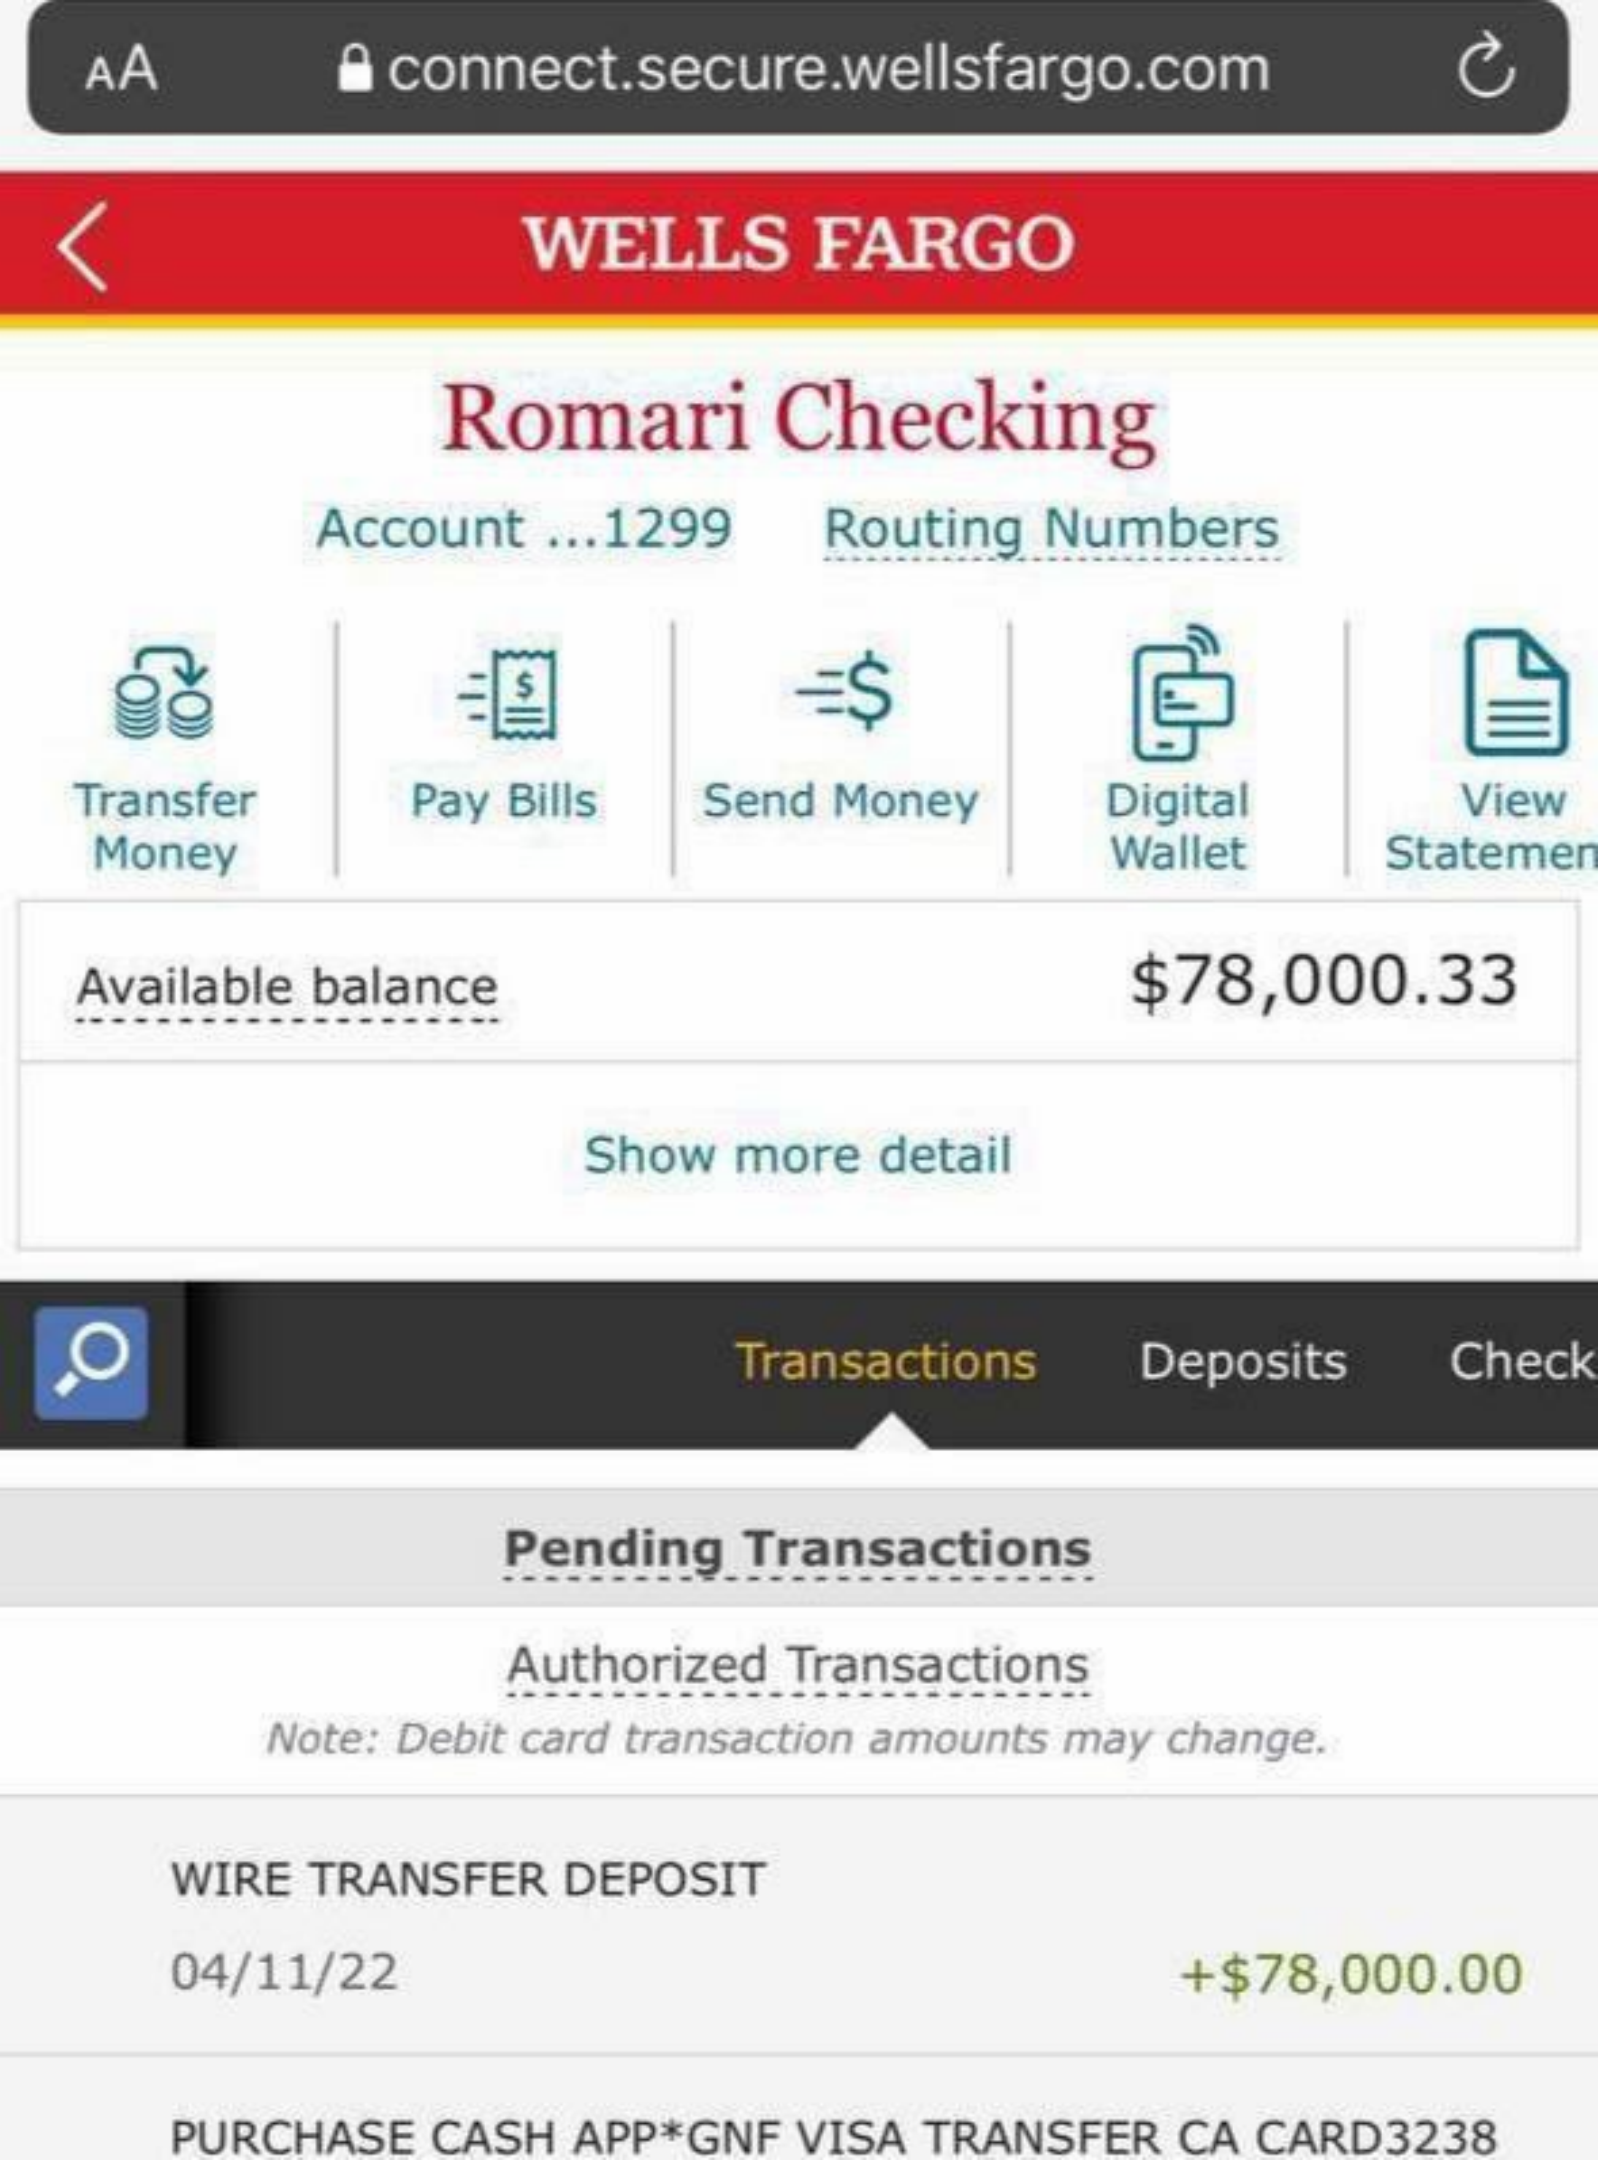 AA connect.secure.wellsfargo.com
WELLS FARGO
Romari Checking
Account ...1299 Routing Numbers
Transfer Money
Pay Bills
Send Money
Digital Wallet
View Statemen
Available balance $78,000.33
Show more detail
Transactions Deposits Check
Pending Transactions
Authorized Transactions
Note: Debit card transaction amounts may change.
WIRE TRANSFER DEPOSIT
04/11/22 +$78,000.00
PURCHASE CASH APP*GNF VISA TRANSFER CA CARD3238